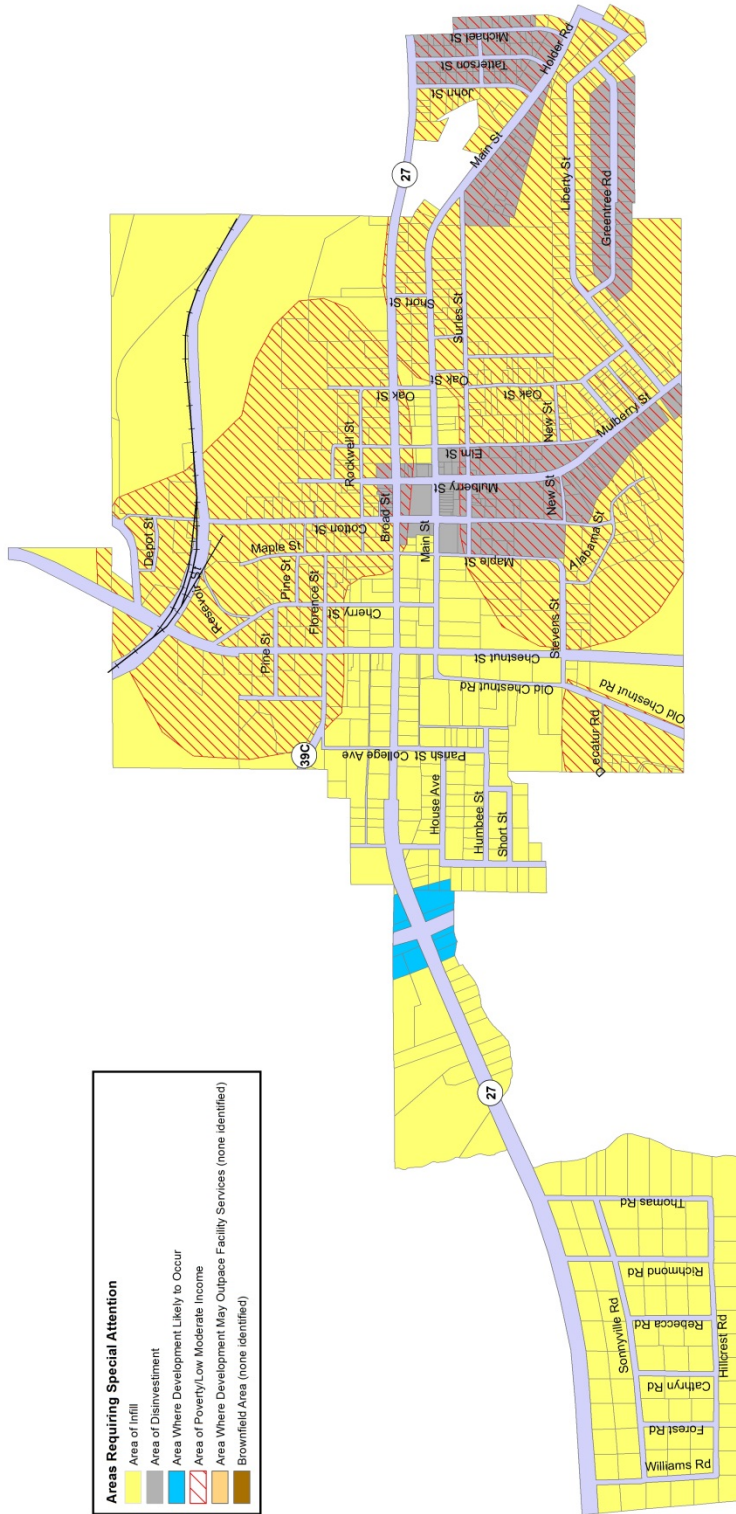 Areas Requiring Special Attention
Area of Infill
Area of Disinvestiment
Area Where Development Likely to Occur
Area of Poverty/Low Moderate Income
Area Where Development May Outpace Facility Services (none identified)
Brownfield Area (none identified)
Michael St
Tatterson St
John St
Holder Rd
27
Main St
Liberty St
Greentree Rd
Short St
Surles St
Oak St
Oak St
Oak St
New St
Rockwell St
Elm St
Mulberry St
Mulberry St
Broad St
Cotton St
Main St
New St
Depot St
Resevoir St
Maple St
Maple St
Alabama St
Pine St
Florence St
Cherry St
Stevens St
Pine St
Chestnut St
Old Chestnut Rd
Old Chestnut Rd
39C
College Ave
Parish St
Decatur Rd
House Ave
Humbee St
Short St
27
Thomas Rd
Sonnyville Rd
Richmond Rd
Rebecca Rd
Cathryn Rd
Forest Rd
Williams Rd
Hillcrest Rd